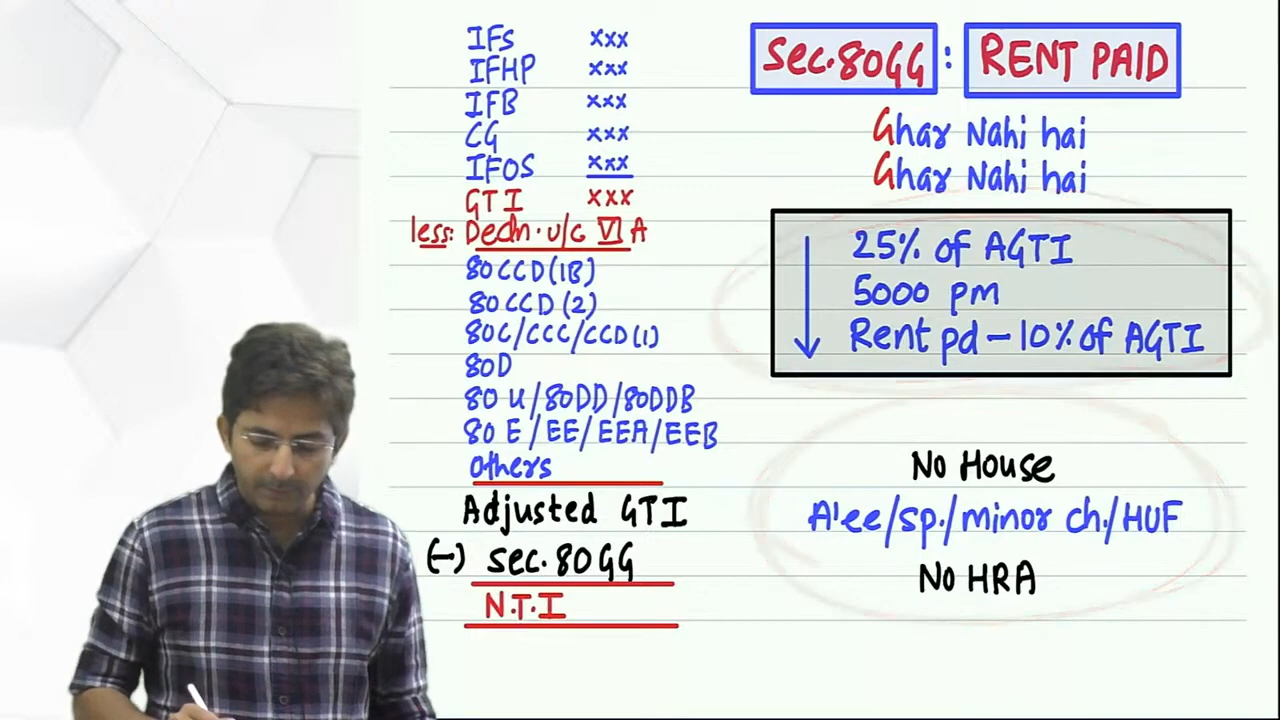 IFS xxx
IFHP xxx
IFB xxx
CG xxx
IFOS xxx
GTI xxx
less: Dedn. u/c VI A
80CCD(1B)
80CCD(2)
80C/CCC/CCD(1)
80D
80 U/80DD/80DDB
80 E/EE/EEA/EEB
Others
Adjusted GTI
(-) Sec.80GG
N.T.I
Sec.80GG : RENT PAID
Ghar Nahi hai
Ghar Nahi hai
25% of AGTI
5000 pm
Rent pd - 10% of AGTI
No House
A'ee/sp./minor ch./HUF
No HRA